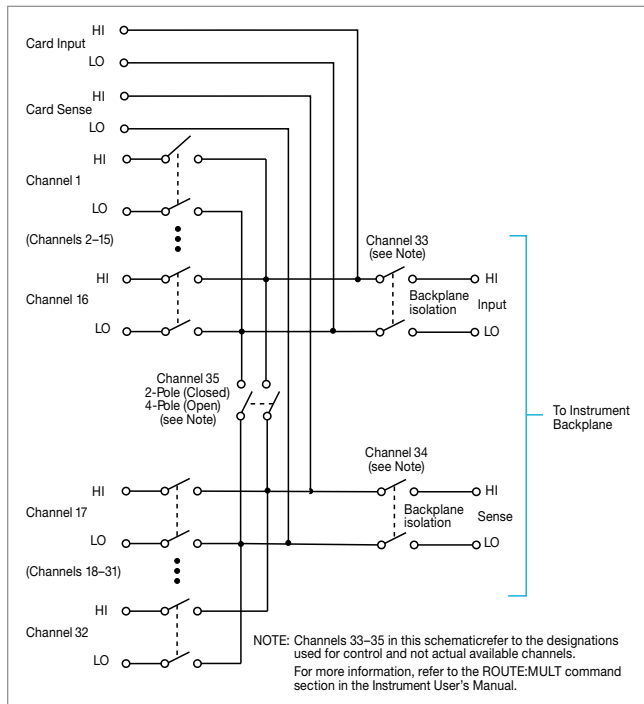 HI
Card Input
LO
HI
Card Sense
LO
HI
Channel 1
LO
(Channels 2–15)
Channel 33
(see Note)
HI
HI
Channel 16
Backplane
isolation
Input
LO
LO
Channel 35
2-Pole (Closed)
4-Pole (Open)
(see Note)
To Instrument
Backplane
Channel 34
(see Note)
HI
HI
Channel 17
Backplane
isolation
Sense
LO
LO
(Channels 18–31)
HI
Channel 32
LO
NOTE: Channels 33–35 in this schematicrefer to the designations
used for control and not actual available channels.
For more information, refer to the ROUTE:MULT command
section in the Instrument User's Manual.